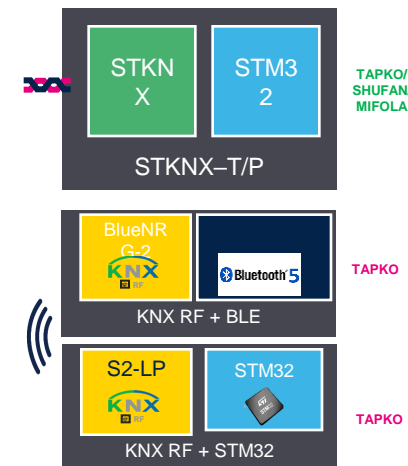 STKN
X
STM3
2
TAPKO/
SHUFAN/
MIFOLA
STKNX–T/P
BlueNR
G-2
KNX
RF
Bluetooth 5
TAPKO
KNX RF + BLE
S2-LP
KNX
RF
STM32
STM32
TAPKO
KNX RF + STM32